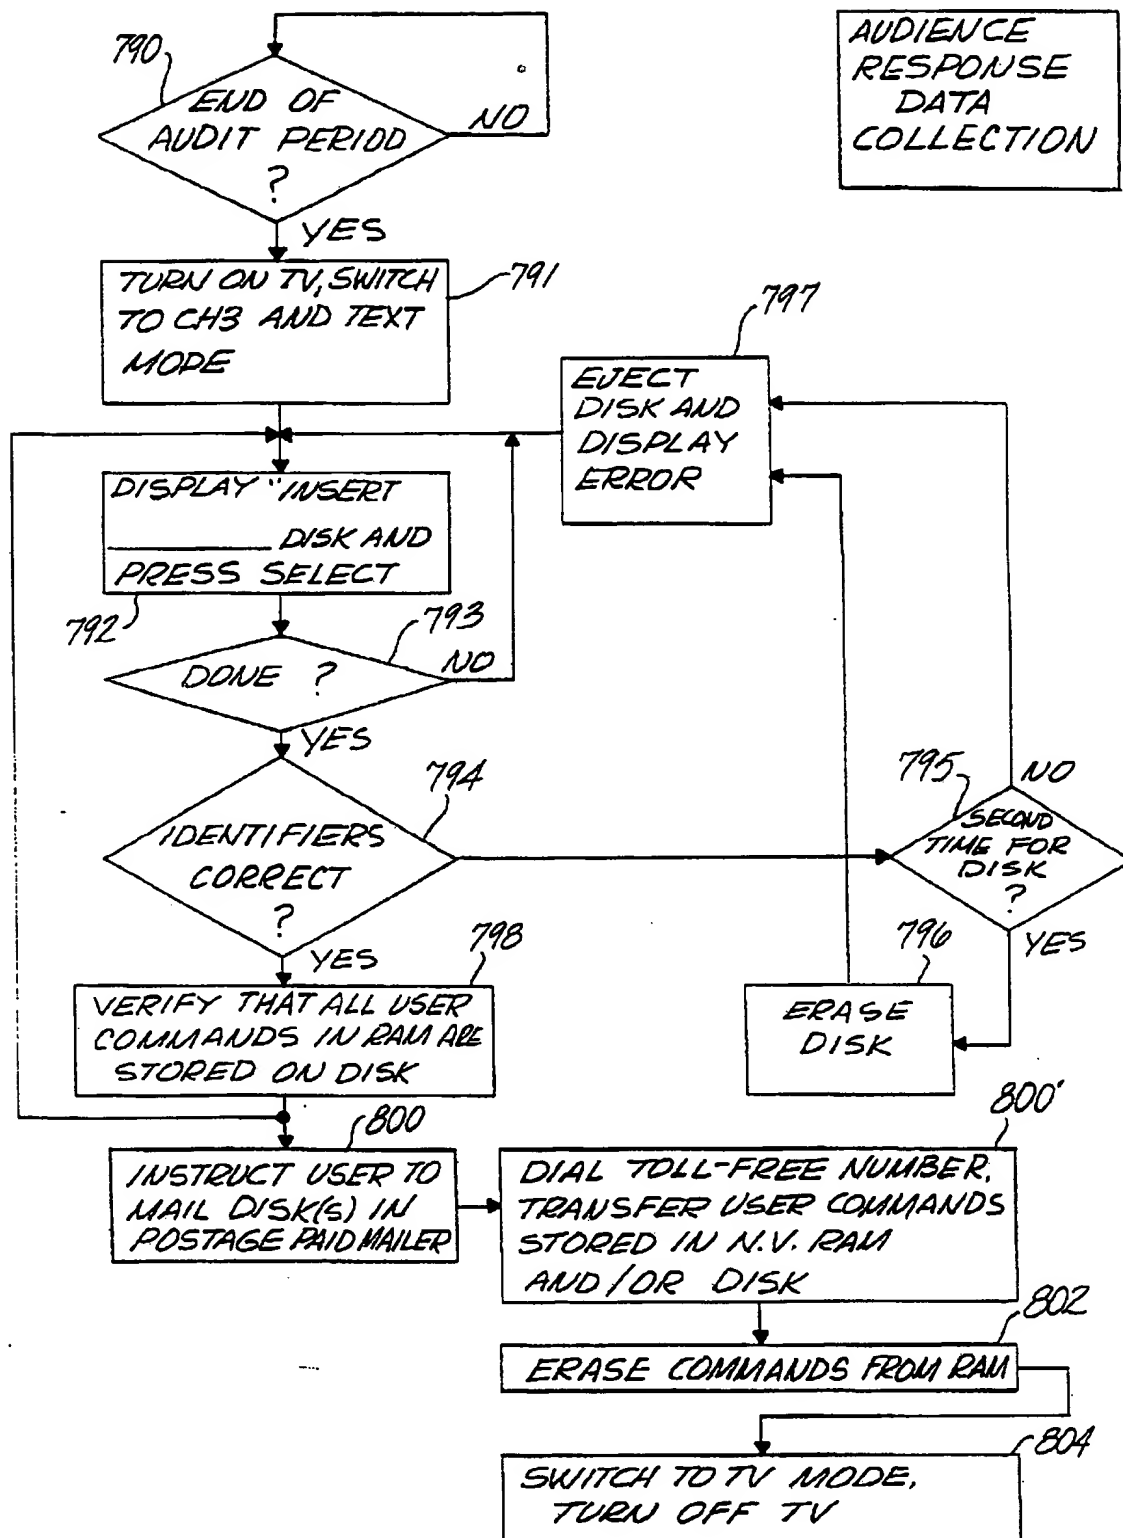 790
END OF
AUDIT PERIOD
?
NO
YES
AUDIENCE
RESPONSE
DATA
COLLECTION
TURN ON TV, SWITCH
TO CH3 AND TEXT
MODE
791
797
EJECT
DISK AND
DISPLAY
ERROR
DISPLAY "INSERT
________ DISK AND
PRESS SELECT
792
793
DONE ?
NO
YES
794
IDENTIFIERS
CORRECT
?
YES
795
SECOND
TIME FOR
DISK
?
NO
YES
796
ERASE
DISK
798
VERIFY THAT ALL USER
COMMANDS IN RAM ARE
STORED ON DISK
800
INSTRUCT USER TO
MAIL DISK(S) IN
POSTAGE PAID MAILER
800'
DIAL TOLL-FREE NUMBER,
TRANSFER USER COMMANDS
STORED IN N.V. RAM
AND/OR DISK
802
ERASE COMMANDS FROM RAM
804
SWITCH TO TV MODE,
TURN OFF TV